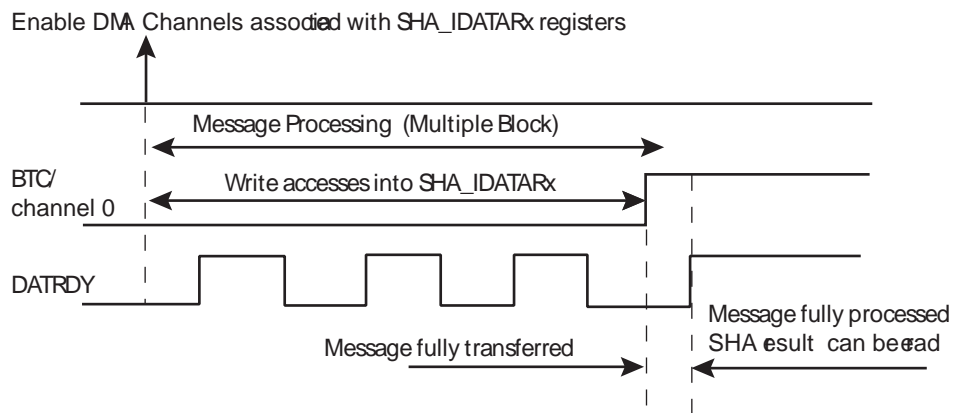 Enable DMA Channels associated with SHA_IDATARx registers
Message Processing (Multiple Block)
BTC/
channel 0
Write accesses into SHA_IDATARx
DATRDY
Message fully transferred
Message fully processed
SHA result can be read